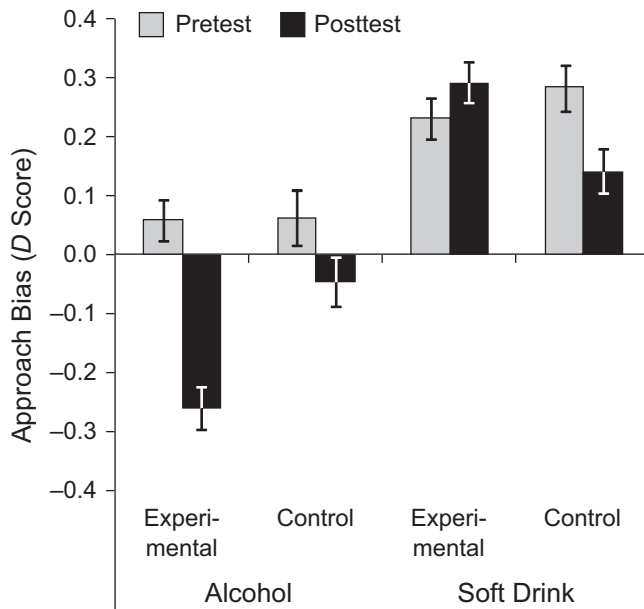 Pretest Posttest
Approach Bias (D Score)
0.4
0.3
0.2
0.1
0.0
–0.1
–0.2
–0.3
–0.4
Experi-
mental
Control
Experi-
mental
Control
Alcohol
Soft Drink